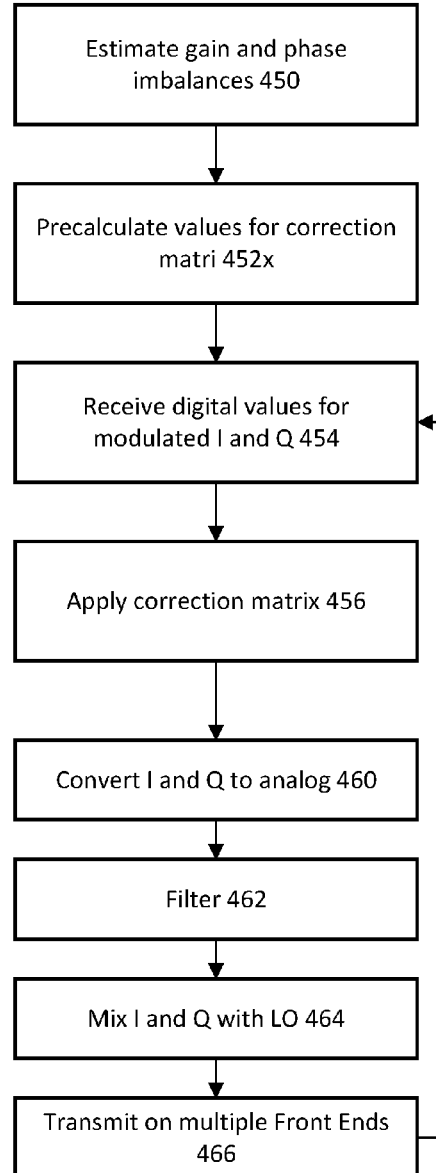 Estimate gain and phase
imbalances 450
Precalculate values for correction
matri 452x
Receive digital values for
modulated I and Q 454
Apply correction matrix 456
Convert I and Q to analog 460
Filter 462
Mix I and Q with LO 464
Transmit on multiple Front Ends
466